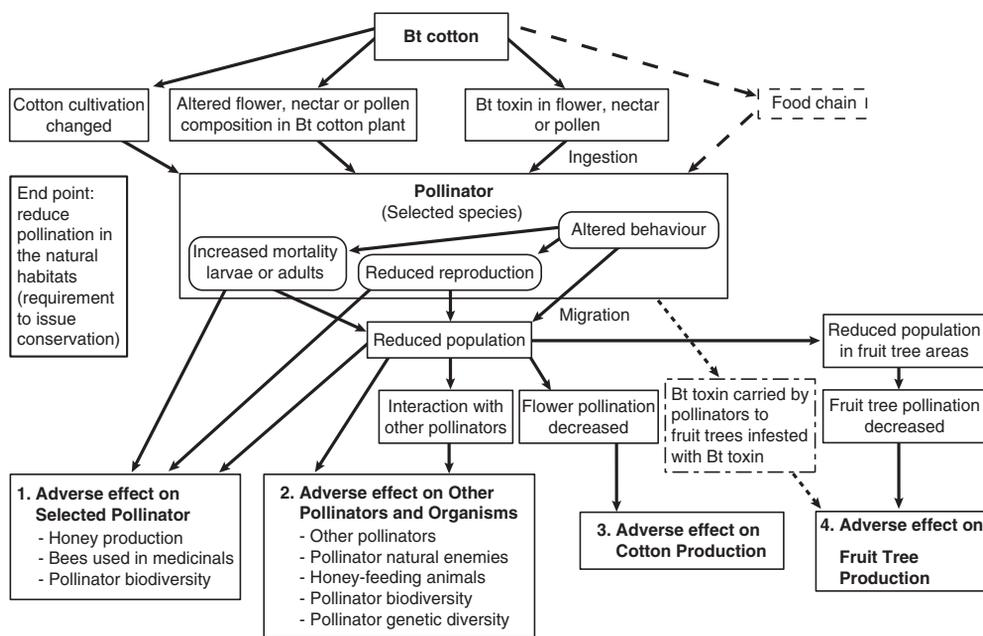 Bt cotton
Cotton cultivation
changed
Altered flower, nectar or pollen
composition in Bt cotton plant
Bt toxin in flower, nectar
or pollen
Food chain
Ingestion
End point:
reduce
pollination in
the natural
habitats
(requirement
to issue
conservation)
Pollinator
(Selected species)
Altered behaviour
Increased mortality
larvae or adults
Reduced reproduction
Migration
Reduced population
Reduced population
in fruit tree areas
Interaction with
other pollinators
Flower pollination
decreased
Bt toxin carried by
pollinators to
fruit trees infested
with Bt toxin
Fruit tree pollination
decreased
1. Adverse effect on
Selected Pollinator
- Honey production
- Bees used in medicinals
- Pollinator biodiversity
2. Adverse effect on Other
Pollinators and Organisms
- Other pollinators
- Pollinator natural enemies
- Honey-feeding animals
- Pollinator biodiversity
- Pollinator genetic diversity
3. Adverse effect on
Cotton Production
4. Adverse effect on
Fruit Tree
Production